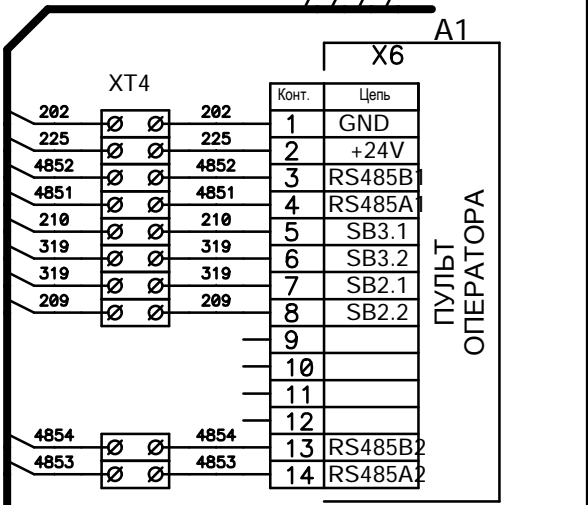 A1
X6
XT4
Конт. Цепь
202 202 1 GND
225 225 2 +24V
4852 4852 3 RS485B1
4851 4851 4 RS485A1
210 210 5 SB3.1
319 319 6 SB3.2
319 319 7 SB2.1
209 209 8 SB2.2
9
10
11
12
4854 4854 13 RS485B2
4853 4853 14 RS485A2
ПУЛЬТ
ОПЕРАТОРА